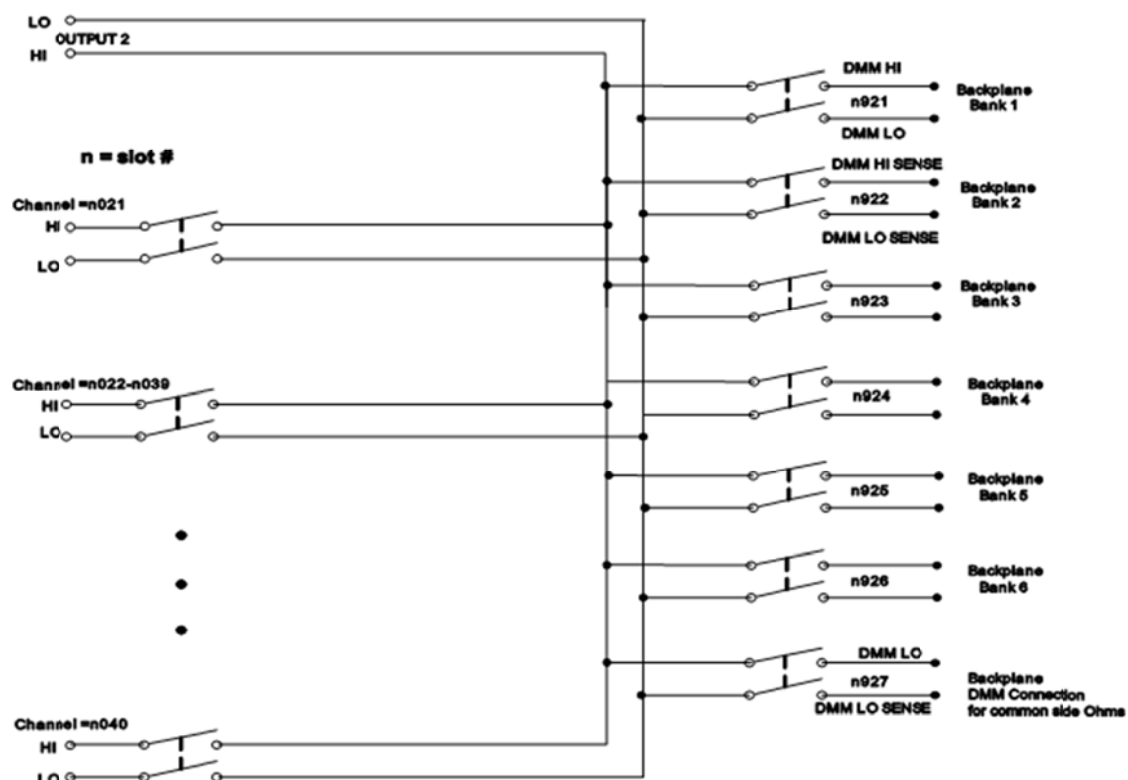 LO
OUTPUT 2
HI
n = slot #
Channel =n021
HI
LO
Channel =n022-n039
HI
LO
Channel =n040
HI
LO
DMM HI
n921
DMM LO
Backplane
Bank 1
DMM HI SENSE
n922
DMM LO SENSE
Backplane
Bank 2
n923
Backplane
Bank 3
n924
Backplane
Bank 4
n925
Backplane
Bank 5
n926
Backplane
Bank 6
DMM LO
n927
DMM LO SENSE
Backplane
DMM Connection
for common side Ohms